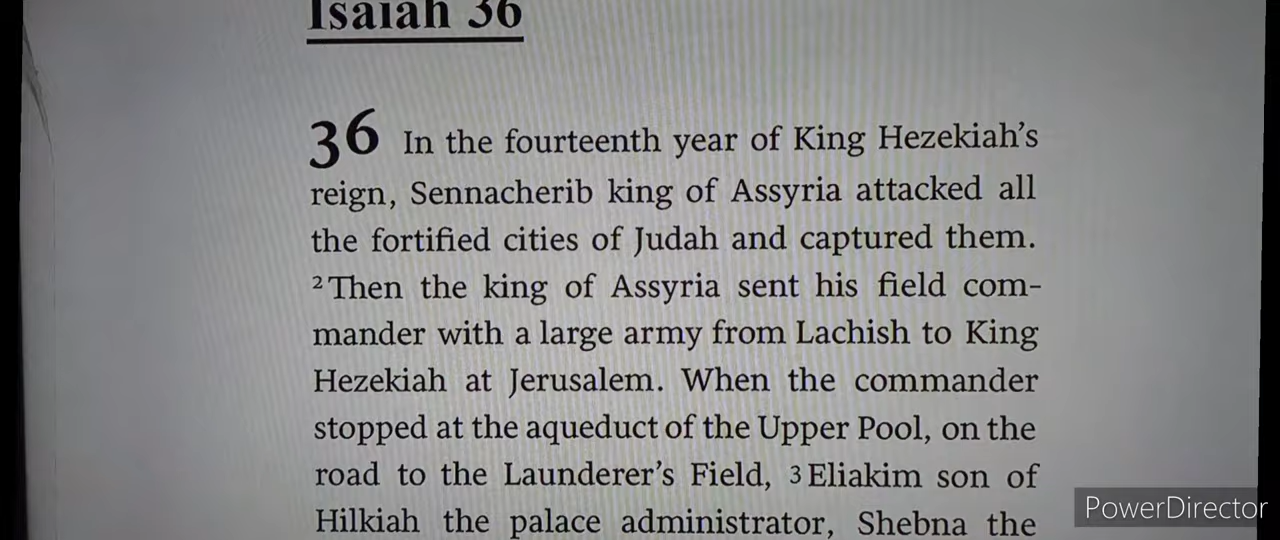 Isaiah 36
36 In the fourteenth year of King Hezekiah’s
reign, Sennacherib king of Assyria attacked all
the fortified cities of Judah and captured them.
² Then the king of Assyria sent his field com-
mander with a large army from Lachish to King
Hezekiah at Jerusalem. When the commander
stopped at the aqueduct of the Upper Pool, on the
road to the Launderer’s Field, 3 Eliakim son of
Hilkiah the palace administrator, Shebna the
PowerDirector